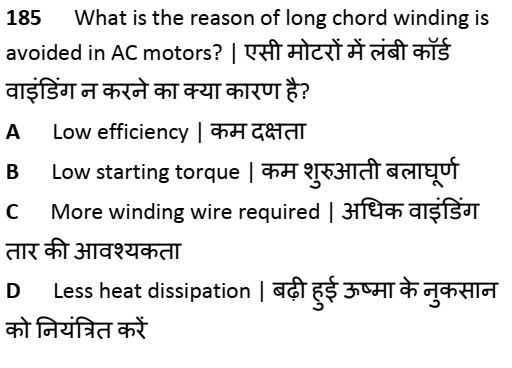 185 What is the reason of long chord winding is
avoided in AC motors? | एसी मोटरों में लंबी कॉर्ड
वाइंडिंग न करने का क्या कारण है?
A Low efficiency | कम दक्षता
B Low starting torque | कम शुरुआती बलाघूर्ण
C More winding wire required | अधिक वाइंडिंग
तार की आवश्यकता
D Less heat dissipation | बढ़ी हुई ऊष्मा के नुकसान
को नियंत्रित करें